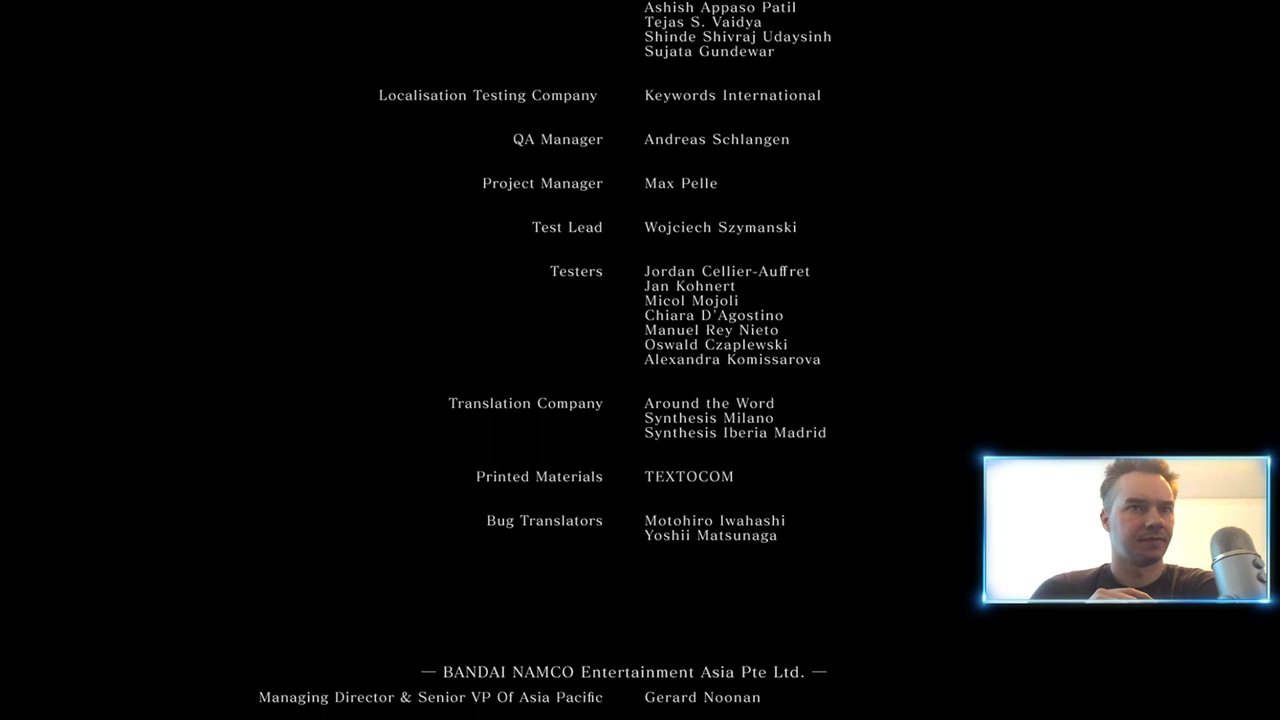 Ashish Appaso Patil
Tejas S. Vaidya
Shinde Shivraj Udaysinh
Sujata Gundewar
Localisation Testing Company Keywords International
QA Manager Andreas Schlangen
Project Manager Max Pelle
Test Lead Wojciech Szymanski
Testers Jordan Cellier-Auffret
Jan Kohnert
Micol Mojoli
Chiara D'Agostino
Manuel Rey Nieto
Oswald Czaplewski
Alexandra Komissarova
Translation Company Around the Word
Synthesis Milano
Synthesis Iberia Madrid
Printed Materials TEXTOCOM
Bug Translators Motohiro Iwahashi
Yoshii Matsunaga
— BANDAI NAMCO Entertainment Asia Pte Ltd. —
Managing Director & Senior VP Of Asia Pacific Gerard Noonan